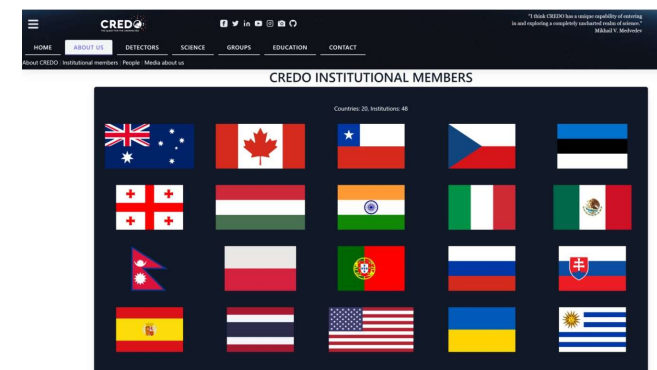 CREDO
"I think CREDO has a unique capability of entering
in and exploring a completely uncharted realm of science."
Mikhail V. Medvedev
HOME ABOUT US DETECTORS SCIENCE GROUPS EDUCATION CONTACT
About CREDO | Institutional members | People | Media about us
CREDO INSTITUTIONAL MEMBERS
Countries: 20, Institutions: 48